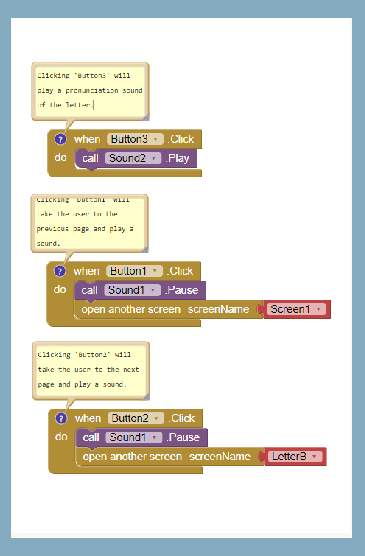 Clicking 'Button3' will
play a pronunciation sound
of the letter.
when Button3 .Click
do call Sound2 .Play
Clicking 'Button1' will
take the user to the
previous page and play a
sound.
when Button1 .Click
do call Sound1 .Pause
open another screen screenName Screen1
Clicking 'Button2' will
take the user to the next
page and play a sound.
when Button2 .Click
do call Sound1 .Pause
open another screen screenName LetterB